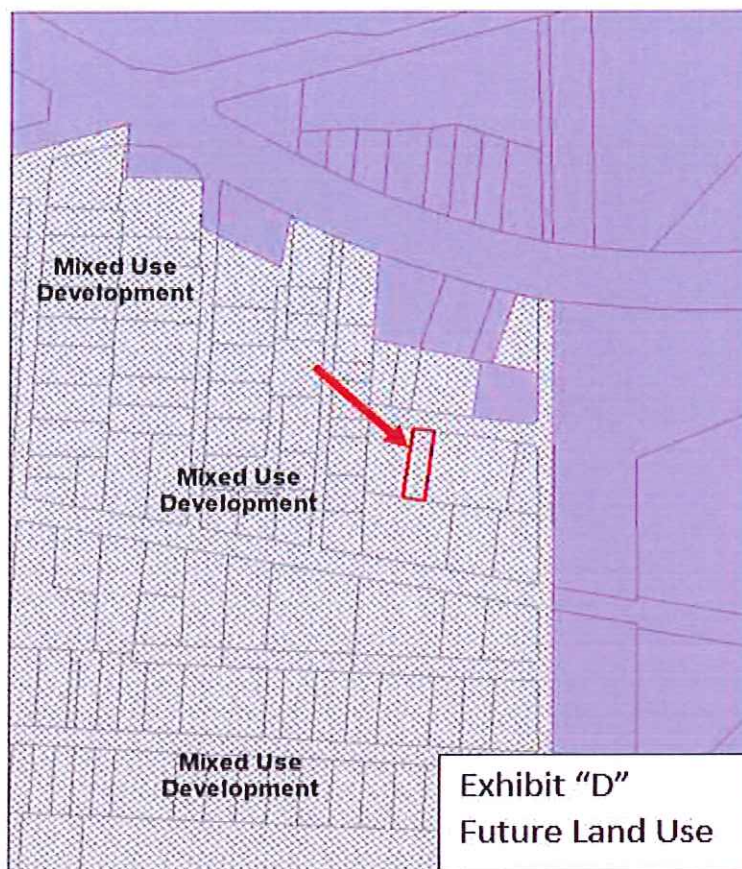 Mixed Use
Development
Mixed Use
Development
Mixed Use
Development
Exhibit "D"
Future Land Use